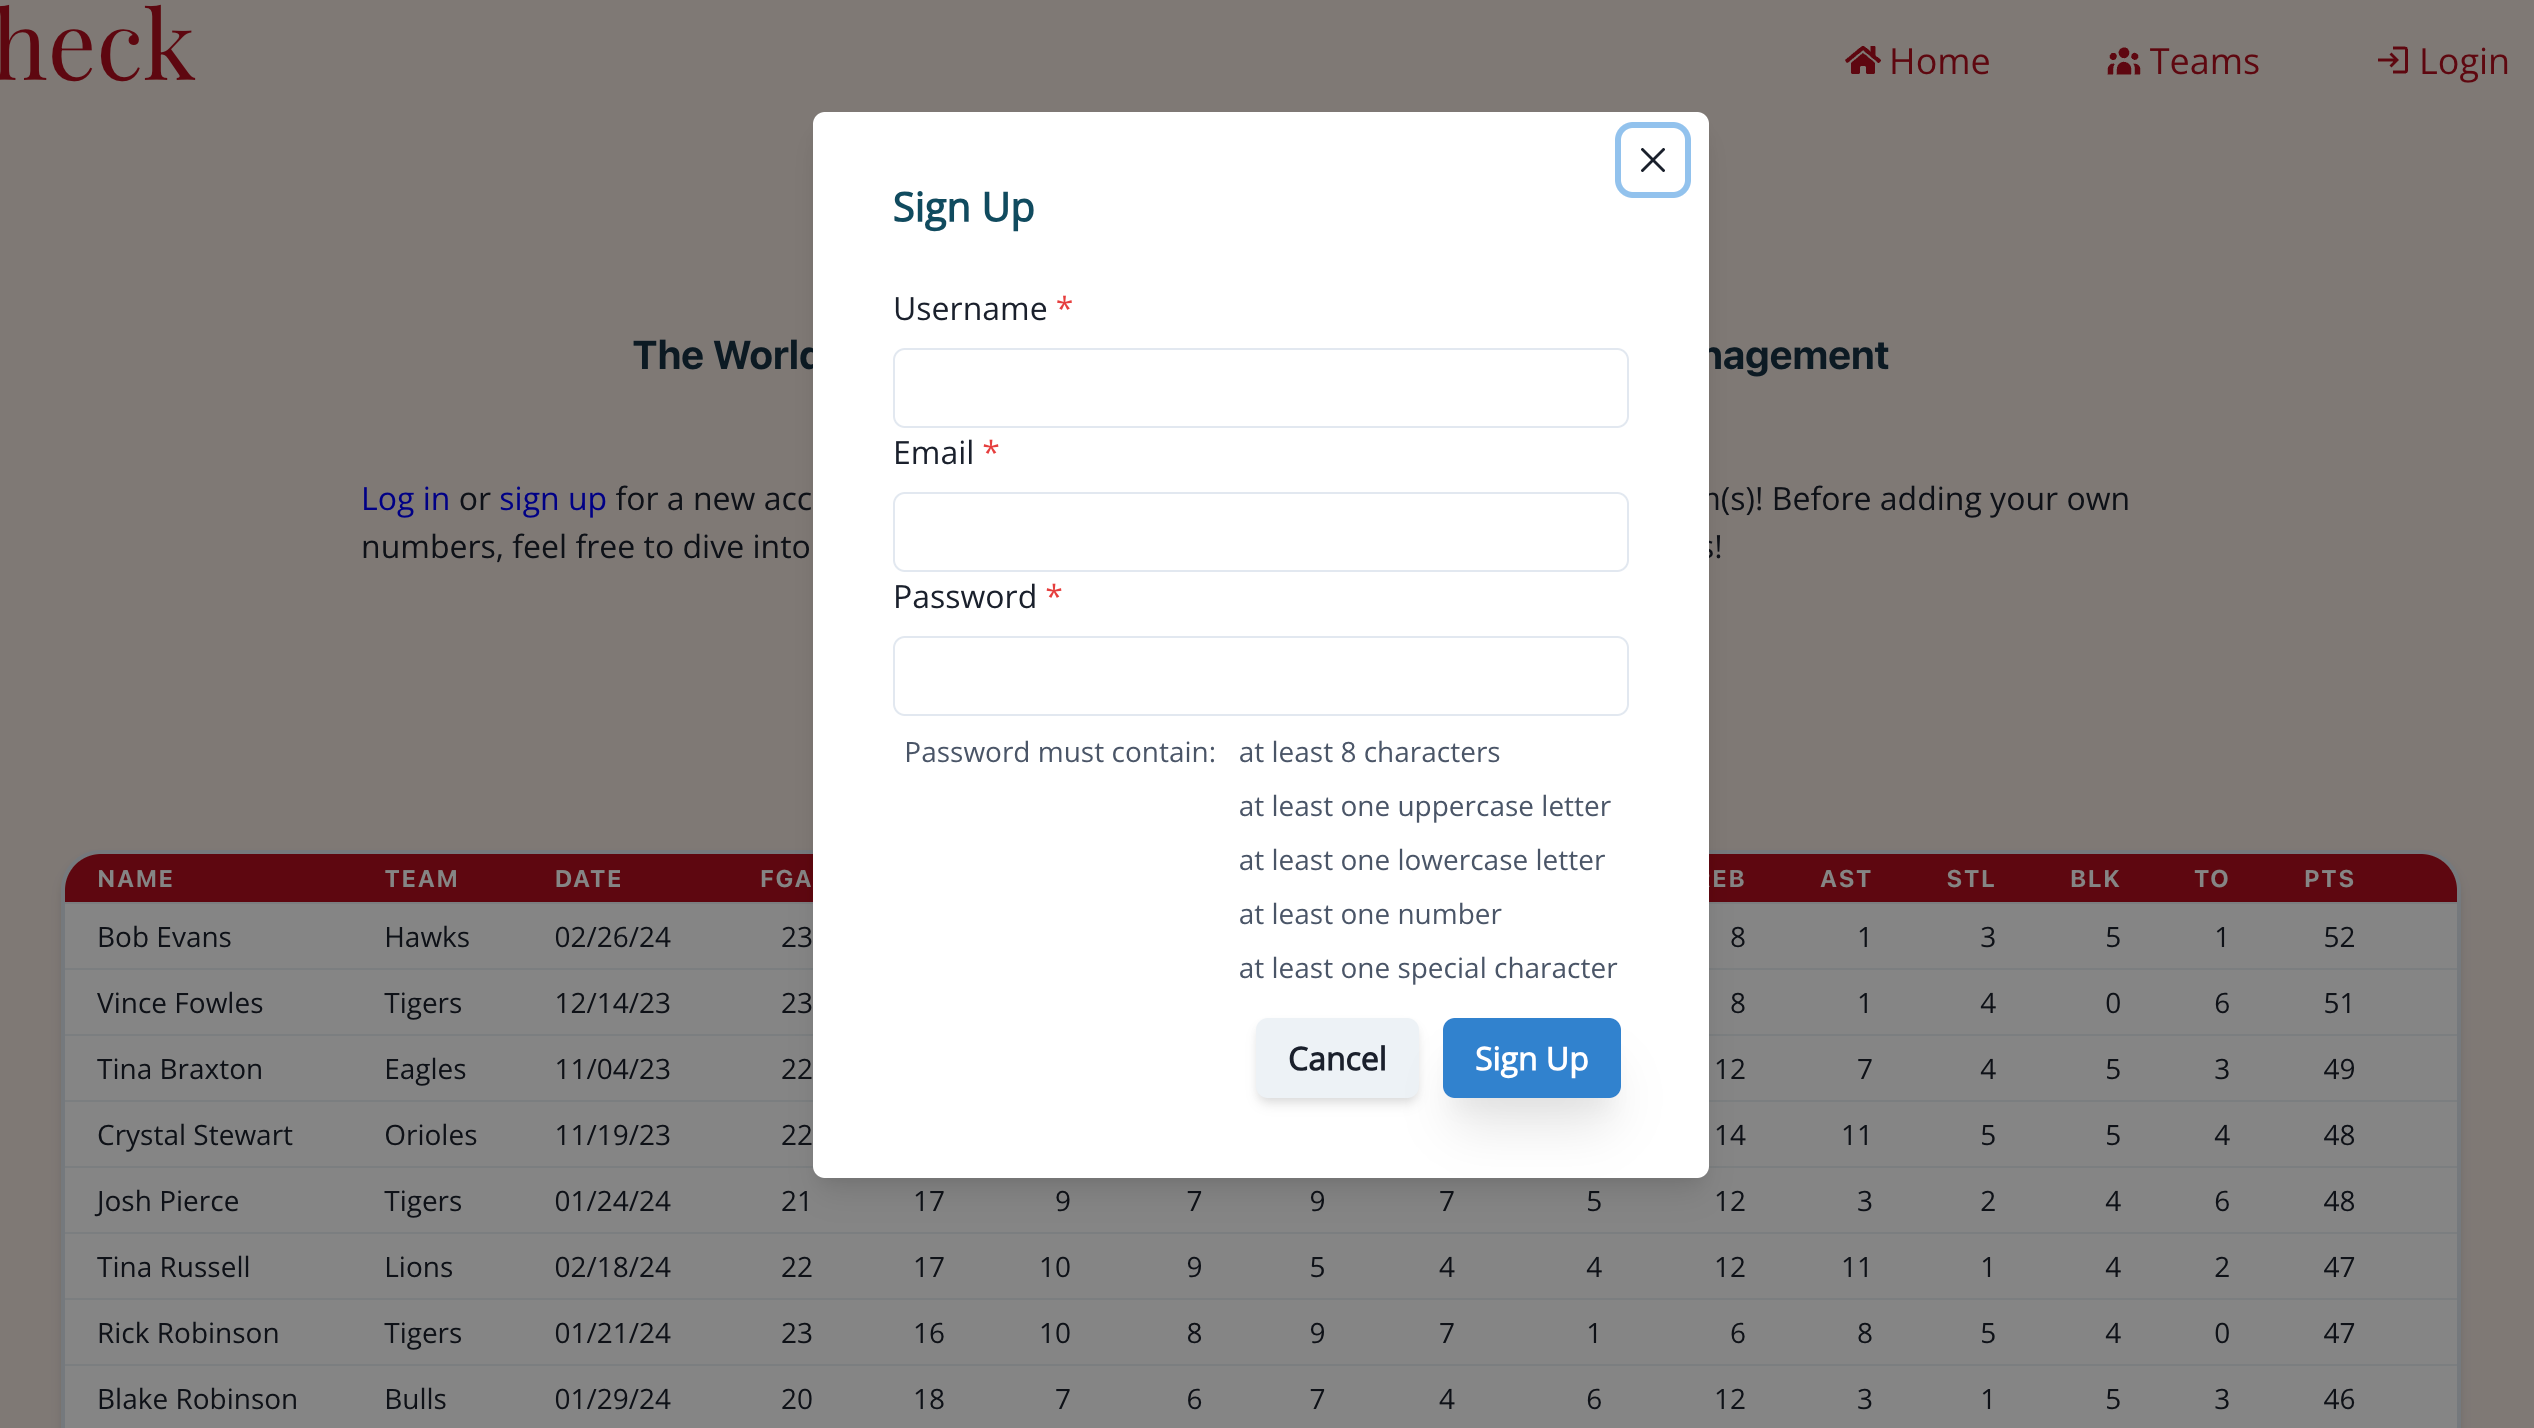 heck
Home Teams Login
Sign Up
Username *
The World nagement
Email *
Log in or sign up for a new acc n(s)! Before adding your own
numbers, feel free to dive into s!
Password *
Password must contain: at least 8 characters
at least one uppercase letter
at least one lowercase letter
at least one number
at least one special character
Cancel Sign Up
NAME TEAM DATE FGA EB AST STL BLK TO PTS
Bob Evans Hawks 02/26/24 23 8 1 3 5 1 52
Vince Fowles Tigers 12/14/23 23 8 1 4 0 6 51
Tina Braxton Eagles 11/04/23 22 12 7 4 5 3 49
Crystal Stewart Orioles 11/19/23 22 14 11 5 5 4 48
Josh Pierce Tigers 01/24/24 21 17 9 7 9 7 5 12 3 2 4 6 48
Tina Russell Lions 02/18/24 22 17 10 9 5 4 4 12 11 1 4 2 47
Rick Robinson Tigers 01/21/24 23 16 10 8 9 7 1 6 8 5 4 0 47
Blake Robinson Bulls 01/29/24 20 18 7 6 7 4 6 12 3 1 5 3 46